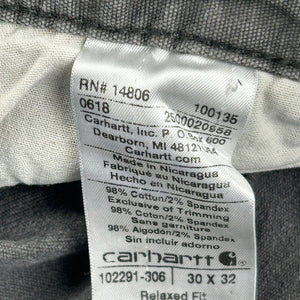 RN# 14806 100135
0618
Carhartt, Inc. P.O. Box 600
Dearborn, MI 48121
Carhartt.com
Made in Nicaragua
Fabriqué au Nicaragua
Hecho en Nicaragua
98% Cotton/2% Spandex
Exclusive of Trimming
98% Coton/2% Spandex
Sans garniture
98% Algodón/2% Spandex
Sin incluir adorno
carhartt
102291-306 30 X 32
Relaxed Fit